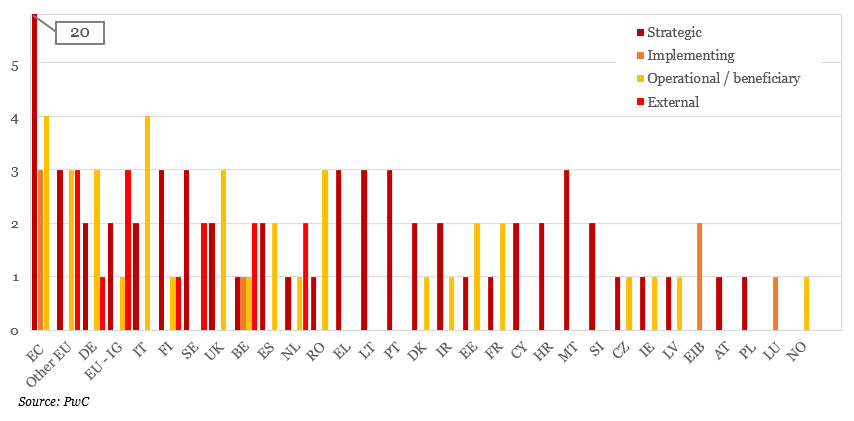 20
Strategic
Implementing
Operational / beneficiary
External
5
4
3
2
1
0
EC
Other EU
DE
EU - IG
IT
FI
SE
UK
BE
ES
NL
RO
EL
LT
PT
DK
IR
EE
FR
CY
HR
MT
SI
CZ
IE
LV
EIB
AT
PL
LU
NO
Source: PwC